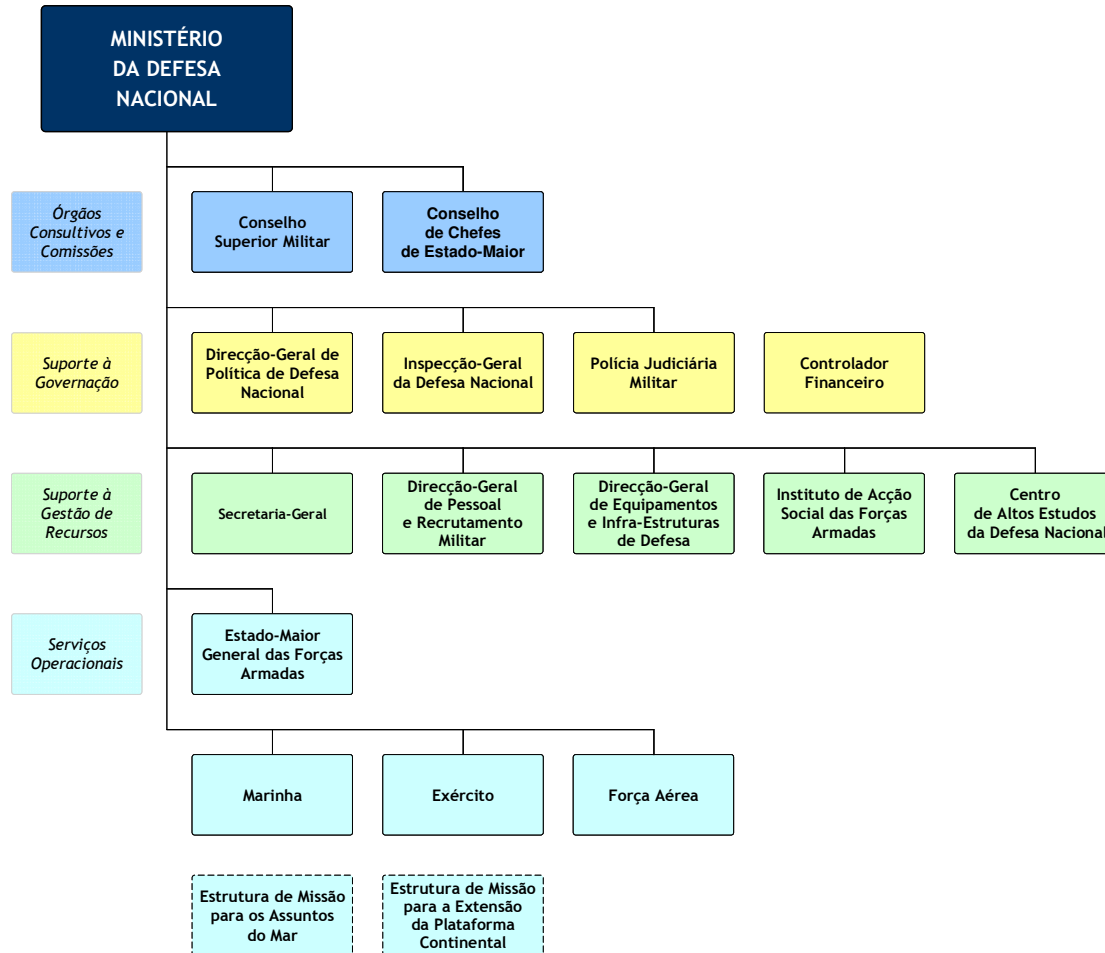 MINISTÉRIO
DA DEFESA
NACIONAL
Órgãos
Consultivos e
Comissões
Conselho
Superior Militar
Conselho
de Chefes
de Estado-Maior
Suporte à
Governação
Direcção-Geral de
Política de Defesa
Nacional
Inspecção-Geral
da Defesa Nacional
Polícia Judiciária
Militar
Controlador
Financeiro
Suporte à
Gestão de
Recursos
Secretaria-Geral
Direcção-Geral
de Pessoal
e Recrutamento
Militar
Direcção-Geral
de Equipamentos
e Infra-Estruturas
de Defesa
Instituto de Acção
Social das Forças
Armadas
Centro
de Altos Estudos
da Defesa Nacional
Serviços
Operacionais
Estado-Maior
General das Forças
Armadas
Marinha
Exército
Força Aérea
Estrutura de Missão
para os Assuntos
do Mar
Estrutura de Missão
para a Extensão
da Plataforma
Continental